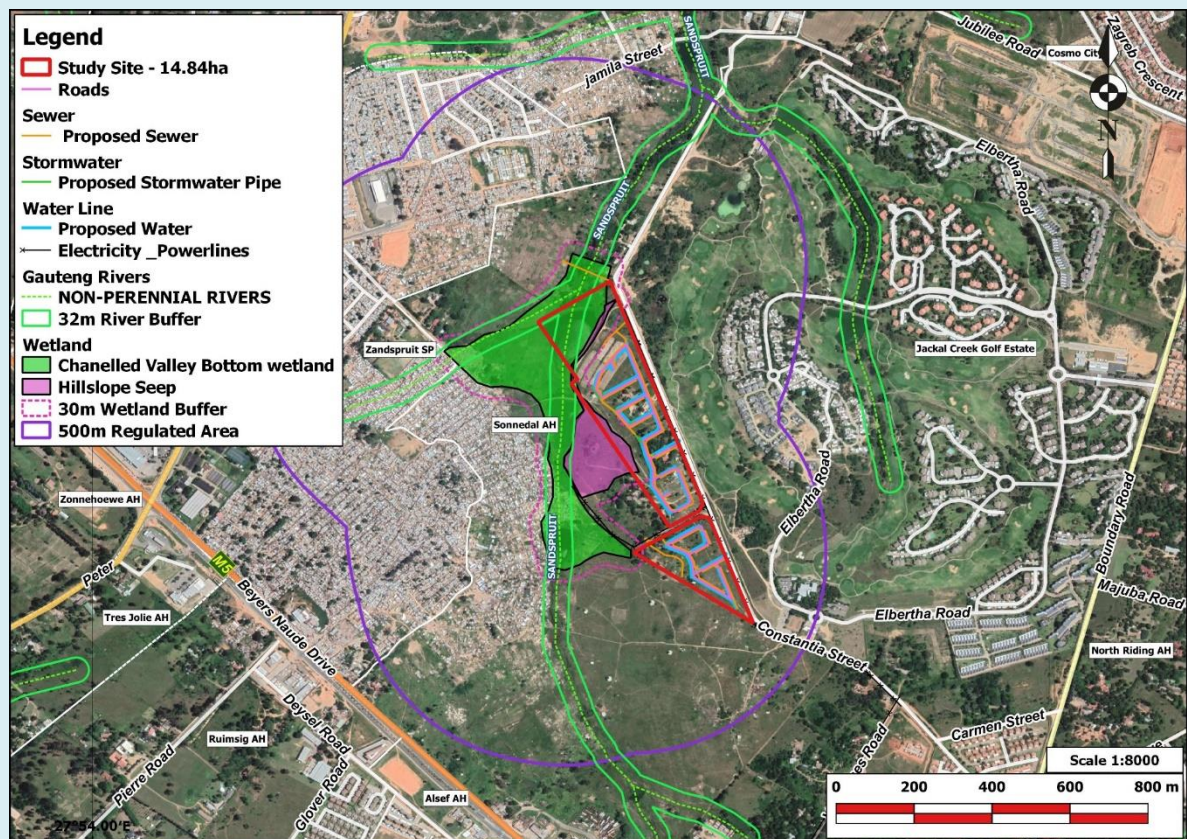 Legend
Study Site - 14.84ha
Roads
Sewer
Proposed Sewer
Stormwater
Proposed Stormwater Pipe
Water Line
Proposed Water
Electricity _Powerlines
Gauteng Rivers
NON-PERENNIAL RIVERS
32m River Buffer
Wetland
Chanelled Valley Bottom wetland
Hillslope Seep
30m Wetland Buffer
500m Regulated Area
jamila Street
SANDSPRUIT
Jubilee Road
Cosmo City
Zagreb Crescent
N
Elbertha Road
SANDSPRUIT
Zandspruit SP
Jackal Creek Golf Estate
Sonnedal AH
Zonnehoewe AH
Peter
M5
Beyers Naude Drive
Tres Jolie AH
SANDSPRUIT
Elbertha Road
Elbertha Road
Boundary Road
Majuba Road
Constantia Street
North Riding AH
Deysel Road
Ruimsig AH
Pierre Road
Glover Road
Alsef AH
Carmen Street
es Road
Scale 1:8000
0 200 400 600 800 m
27°54.00'E